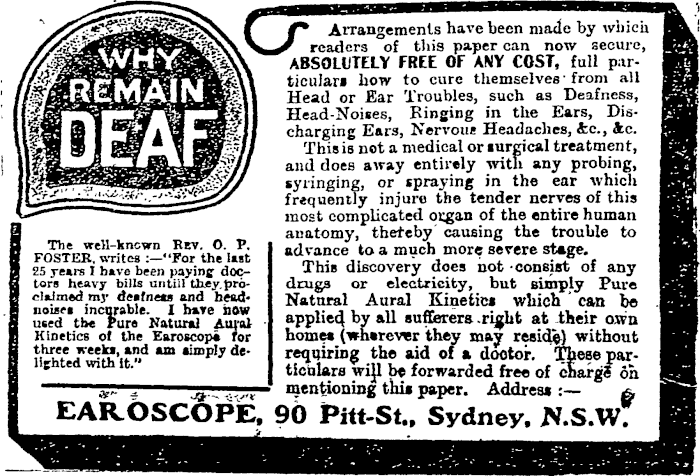 WHY
REMAIN
DEAF
The well-known REV. O. P.
FOSTER, writes :—"For the last
25 years I have been paying doc-
tors heavy bills untill they pro-
claimed my deafness and head-
noises incurable. I have now
used the Pure Natural Aural
Kinetics of the Earoscope for
three weeks, and am simply de-
lighted with it."
Arrangements have been made by which
readers of this paper can now secure,
ABSOLUTELY FREE OF ANY COST, full par-
ticulars how to cure themselves from all
Head or Ear Troubles, such as Deafness,
Head-Noises, Ringing in the Ears, Dis-
charging Ears, Nervous Headaches, &c., &c.
This is not a medical or surgical treatment,
and does away entirely with any probing,
syringing, or spraying in the ear which
frequently injure the tender nerves of this
most complicated organ of the entire human
anatomy, thereby causing the trouble to
advance to a much more severe stage.
This discovery does not consist of any
drugs or electricity, but simply Pure
Natural Aural Kinetics which can be
applied by all sufferers right at their own
homes (wherever they may reside) without
requiring the aid of a doctor. These par-
ticulars will be forwarded free of charge on
mentioning this paper. Address :—
EAROSCOPE, 90 Pitt-St., Sydney, N.S.W.